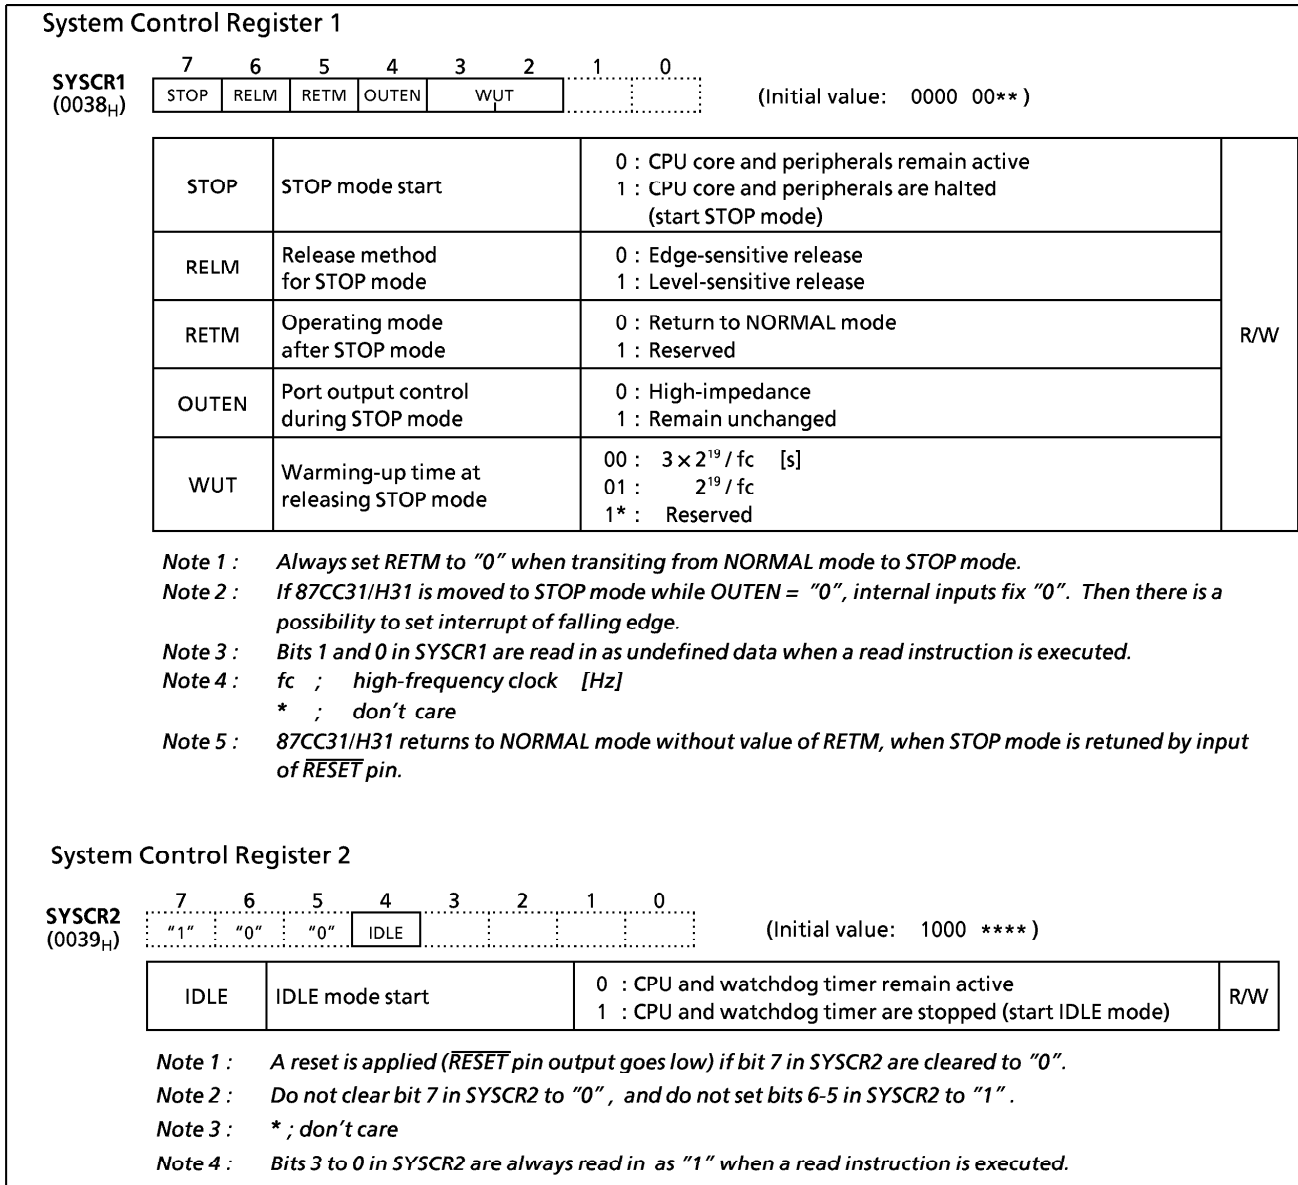 System Control Register 1
7 6 5 4 3 2 1 0
SYSCR1 (0038H) STOP RELM RETM OUTEN WUT (Initial value: 0000 00**)
STOP STOP mode start 0 : CPU core and peripherals remain active
1 : CPU core and peripherals are halted
(start STOP mode)
RELM Release method for STOP mode 0 : Edge-sensitive release
1 : Level-sensitive release
RETM Operating mode after STOP mode 0 : Return to NORMAL mode
1 : Reserved
R/W
OUTEN Port output control during STOP mode 0 : High-impedance
1 : Remain unchanged
WUT Warming-up time at releasing STOP mode 00 : 3 × 2¹⁹ / fc [s]
01 : 2¹⁹ / fc
1* : Reserved
Note 1 : Always set RETM to "0" when transiting from NORMAL mode to STOP mode.
Note 2 : If 87CC31/H31 is moved to STOP mode while OUTEN = "0", internal inputs fix "0". Then there is a
possibility to set interrupt of falling edge.
Note 3 : Bits 1 and 0 in SYSCR1 are read in as undefined data when a read instruction is executed.
Note 4 : fc ; high-frequency clock [Hz]
* ; don't care
Note 5 : 87CC31/H31 returns to NORMAL mode without value of RETM, when STOP mode is retuned by input
of RESET pin.
System Control Register 2
7 6 5 4 3 2 1 0
SYSCR2 (0039H) "1" "0" "0" IDLE (Initial value: 1000 ****)
IDLE IDLE mode start 0 : CPU and watchdog timer remain active
1 : CPU and watchdog timer are stopped (start IDLE mode)
R/W
Note 1 : A reset is applied (RESET pin output goes low) if bit 7 in SYSCR2 are cleared to "0".
Note 2 : Do not clear bit 7 in SYSCR2 to "0" , and do not set bits 6-5 in SYSCR2 to "1" .
Note 3 : * ; don't care
Note 4 : Bits 3 to 0 in SYSCR2 are always read in as "1" when a read instruction is executed.